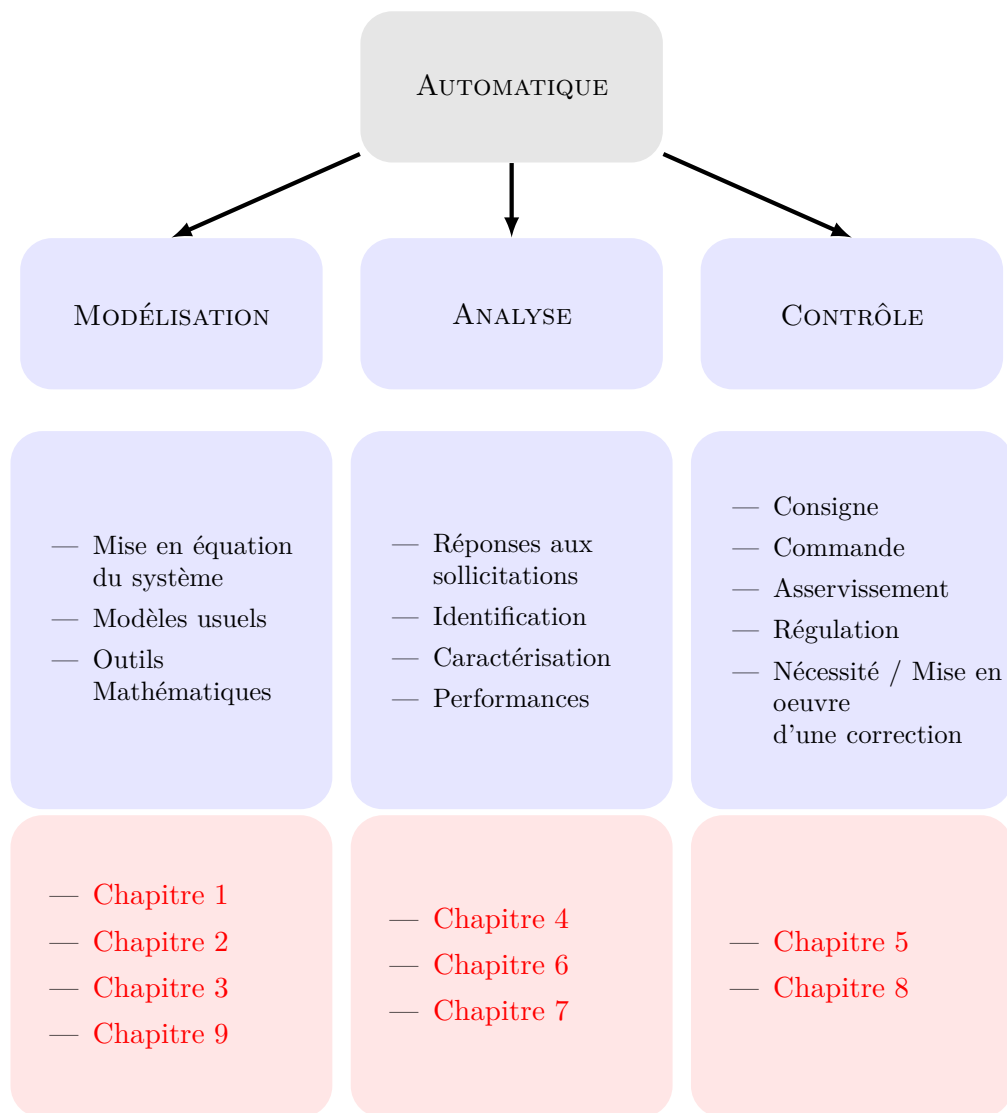 AUTOMATIQUE
MODÉLISATION
ANALYSE
CONTRÔLE
— Mise en équation
du système
— Modèles usuels
— Outils
Mathématiques
— Réponses aux
sollicitations
— Identification
— Caractérisation
— Performances
— Consigne
— Commande
— Asservissement
— Régulation
— Nécessité / Mise en
oeuvre
d'une correction
— Chapitre 1
— Chapitre 2
— Chapitre 3
— Chapitre 9
— Chapitre 4
— Chapitre 6
— Chapitre 7
— Chapitre 5
— Chapitre 8